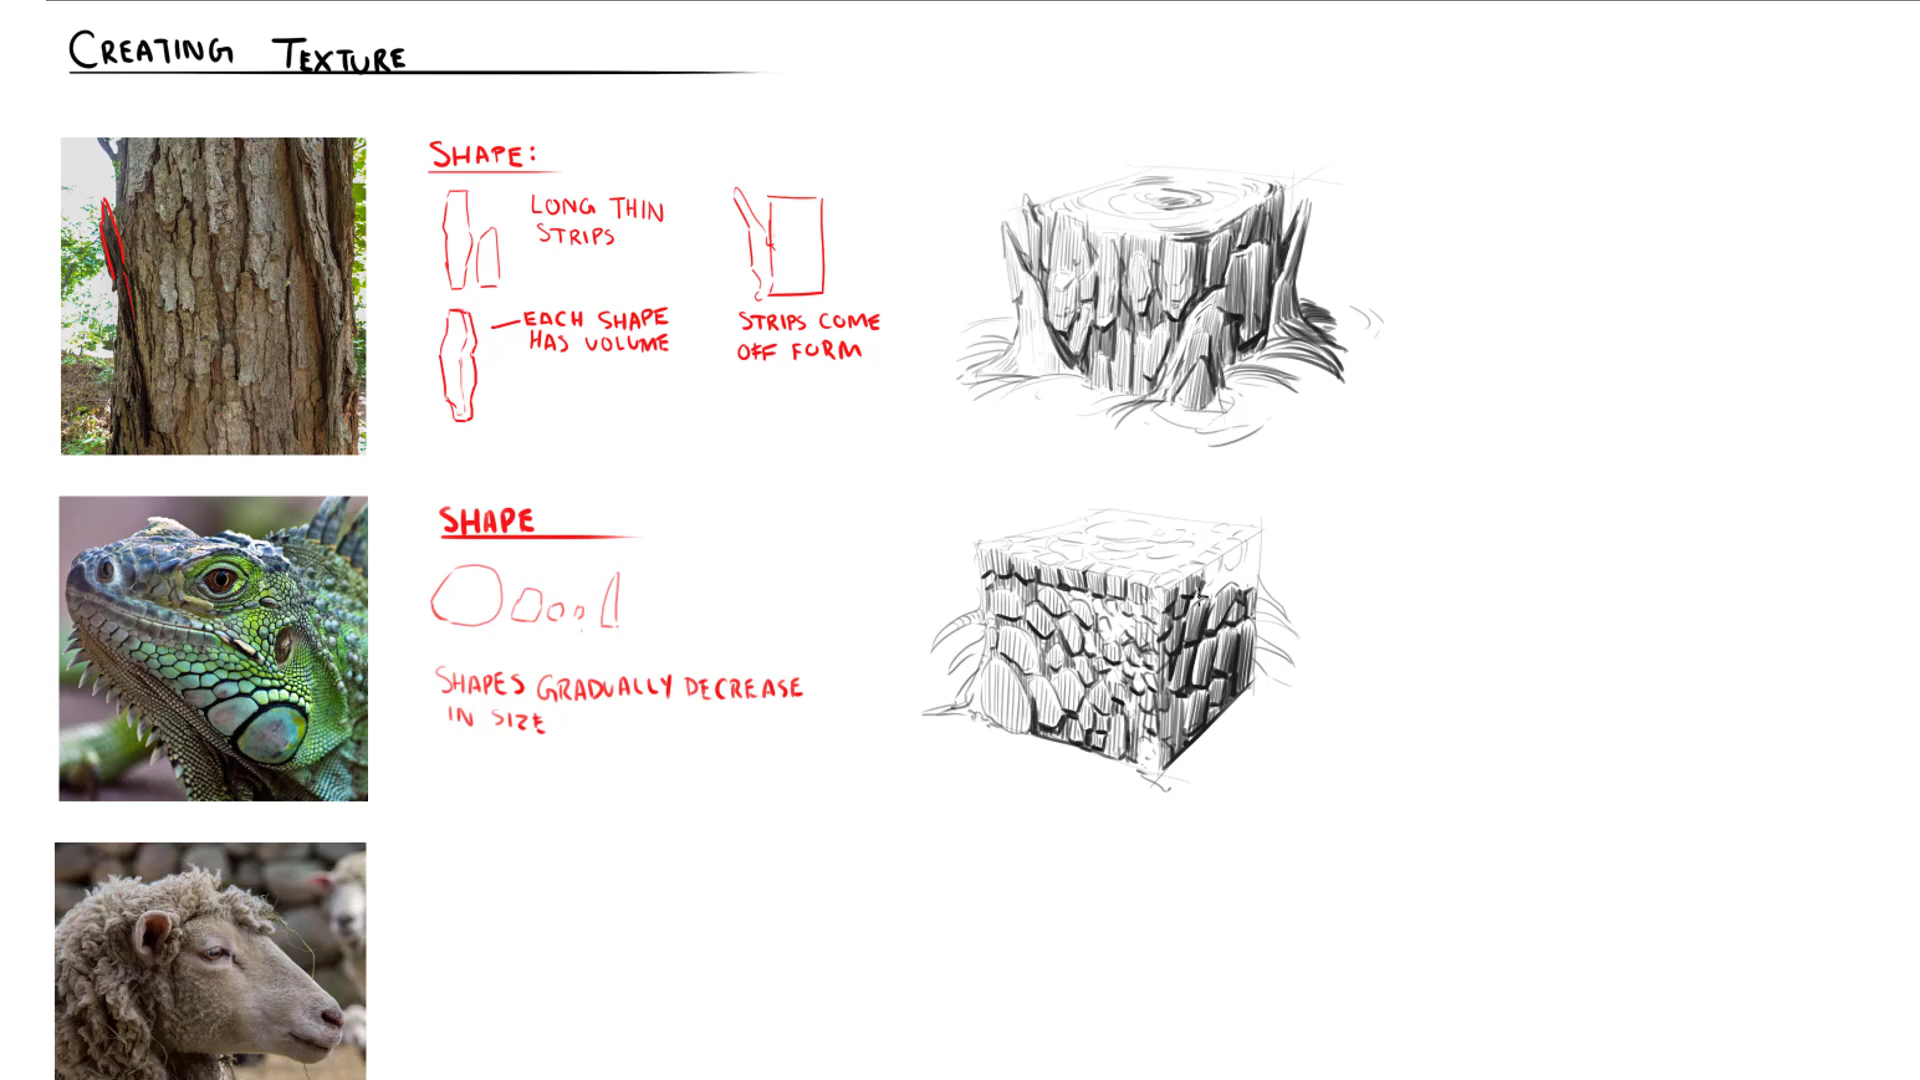 CREATING TEXTURE
SHAPE:
LONG THIN
STRIPS
EACH SHAPE
HAS VOLUME
STRIPS COME
OFF FORM
SHAPE
SHAPES GRADUALLY DECREASE
IN SIZE